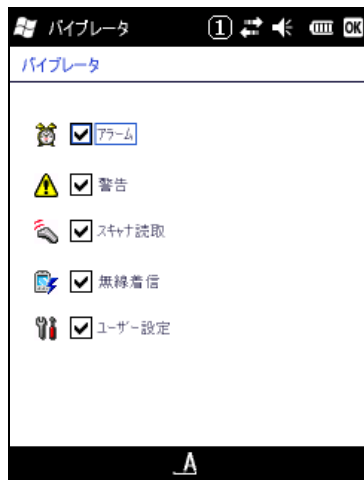 バイブレータ ① OK
バイブレータ
アラーム
警告
スキャナ読取
無線着信
ユーザー設定
A